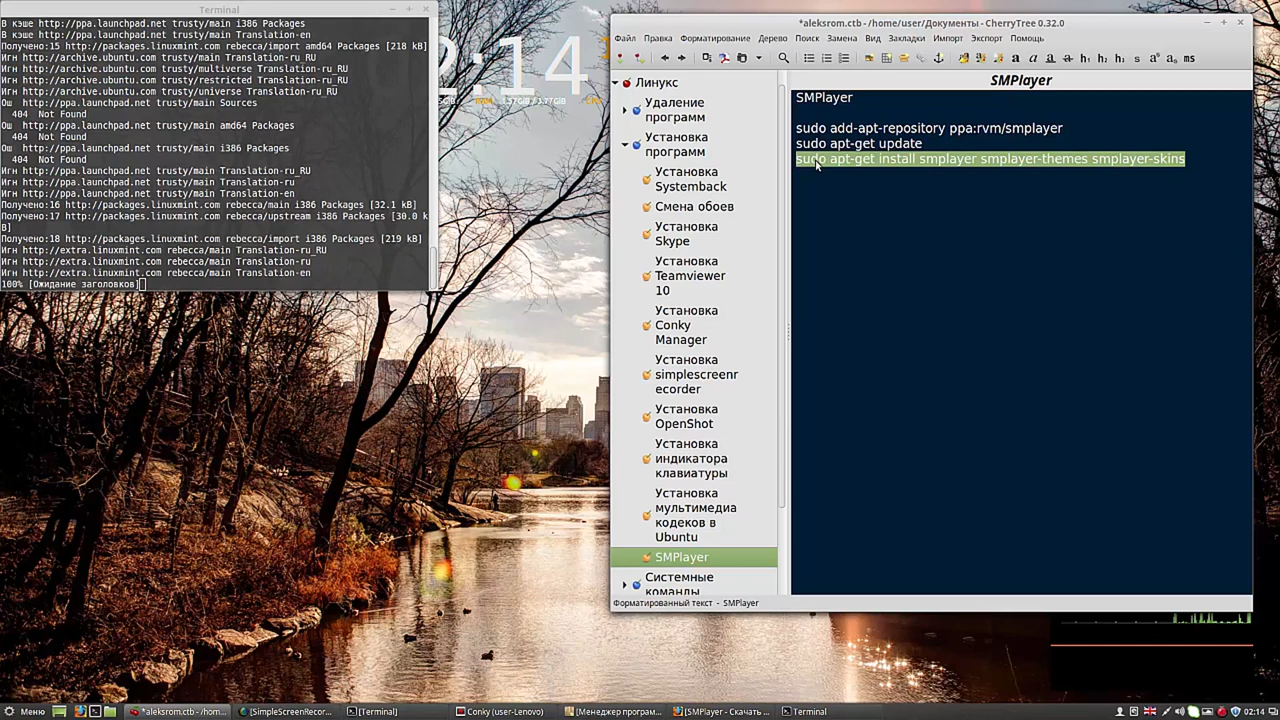 Terminal
В кэше http://ppa.launchpad.net trusty/main i386 Packages
В кэше http://ppa.launchpad.net trusty/main Translation-en
Получено:15 http://packages.linuxmint.com rebecca/import amd64 Packages [218 kB]
Игн http://archive.ubuntu.com trusty/main Translation-ru_RU
Игн http://archive.ubuntu.com trusty/multiverse Translation-ru_RU
Игн http://archive.ubuntu.com trusty/restricted Translation-ru_RU
Игн http://archive.ubuntu.com trusty/universe Translation-ru_RU
Ош http://ppa.launchpad.net trusty/main Sources
404 Not Found
Ош http://ppa.launchpad.net trusty/main amd64 Packages
404 Not Found
Ош http://ppa.launchpad.net trusty/main i386 Packages
404 Not Found
Игн http://ppa.launchpad.net trusty/main Translation-ru_RU
Игн http://ppa.launchpad.net trusty/main Translation-ru
Игн http://ppa.launchpad.net trusty/main Translation-en
Получено:16 http://packages.linuxmint.com rebecca/main i386 Packages [32.1 kB]
Получено:17 http://packages.linuxmint.com rebecca/upstream i386 Packages [30.0 k
B]
Получено:18 http://packages.linuxmint.com rebecca/import i386 Packages [219 kB]
Игн http://extra.linuxmint.com rebecca/main Translation-ru_RU
Игн http://extra.linuxmint.com rebecca/main Translation-ru
Игн http://extra.linuxmint.com rebecca/main Translation-en
100% [Ожидание заголовков]
2:14
*aleksrom.ctb - /home/user/Документы - CherryTree 0.32.0
Файл Правка Форматирование Дерево Поиск Замена Вид Закладки Импорт Экспорт Помощь
Линукс
Удаление
программ
Установка
программ
Установка
Systemback
Смена обоев
Установка
Skype
Установка
Teamviewer
10
Установка
Conky
Manager
Установка
simplescreenr
ecorder
Установка
OpenShot
Установка
индикатора
клавиатуры
Установка
мультимедиа
кодеков в
Ubuntu
SMPlayer
Системные
команды
SMPlayer
SMPlayer
sudo add-apt-repository ppa:rvm/smplayer
sudo apt-get update
sudo apt-get install smplayer smplayer-themes smplayer-skins
Форматированный текст - SMPlayer
Меню
*aleksrom.ctb - /hom...
[SimpleScreenRecor...
[Terminal]
Conky (user-Lenovo)
[Менеджер програм...
[SMPlayer - Скачать ...
Terminal
02:14